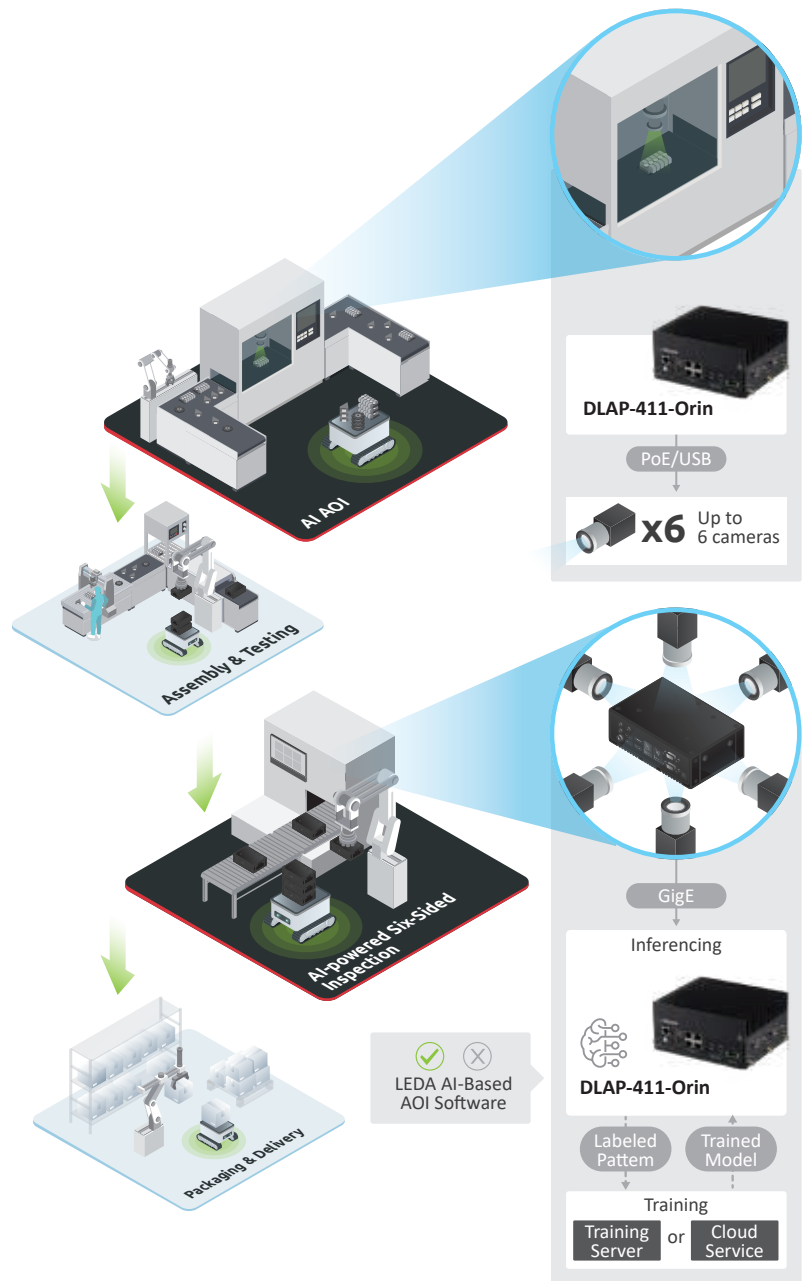 DLAP-411-Orin
PoE/USB
x6
Up to
6 cameras
AI AOI
Assembly & Testing
AI-powered Six-Sided
Inspection
GigE
Inferencing
DLAP-411-Orin
LEDA AI-Based
AOI Software
Labeled
Pattem
Trained
Model
Training
Training
Server
or
Cloud
Service
Packaging & Delivery